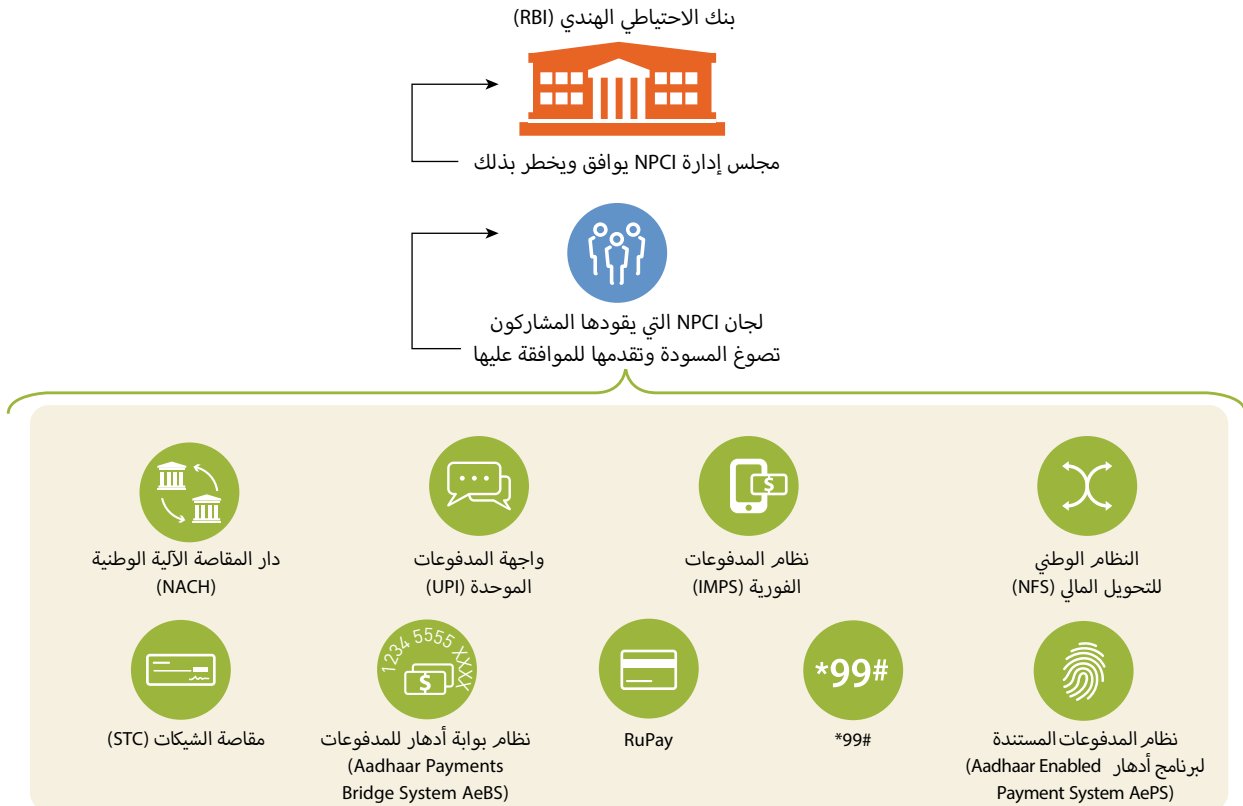 بنك الاحتياطي الهندي (RBI)
مجلس إدارة NPCI يوافق ويخطر بذلك
لجان NPCI التي يقودها المشاركون
تصوغ المسودة وتقدمها للموافقة عليها
النظام الوطني
للتحويل المالي (NFS)
$
نظام المدفوعات
الفورية (IMPS)
واجهة المدفوعات
الموحدة (UPI)
دار المقاصة الآلية الوطنية
(NACH)
نظام المدفوعات المستندة
لبرنامج أدهار Aadhaar Enabled)
Payment System AePS)
*99#
*99#
RuPay
1234 5555 XXXX
$
نظام بوابة أدهار للمدفوعات
(Aadhaar Payments
Bridge System AeBS)
مقاصة الشيكات (STC)